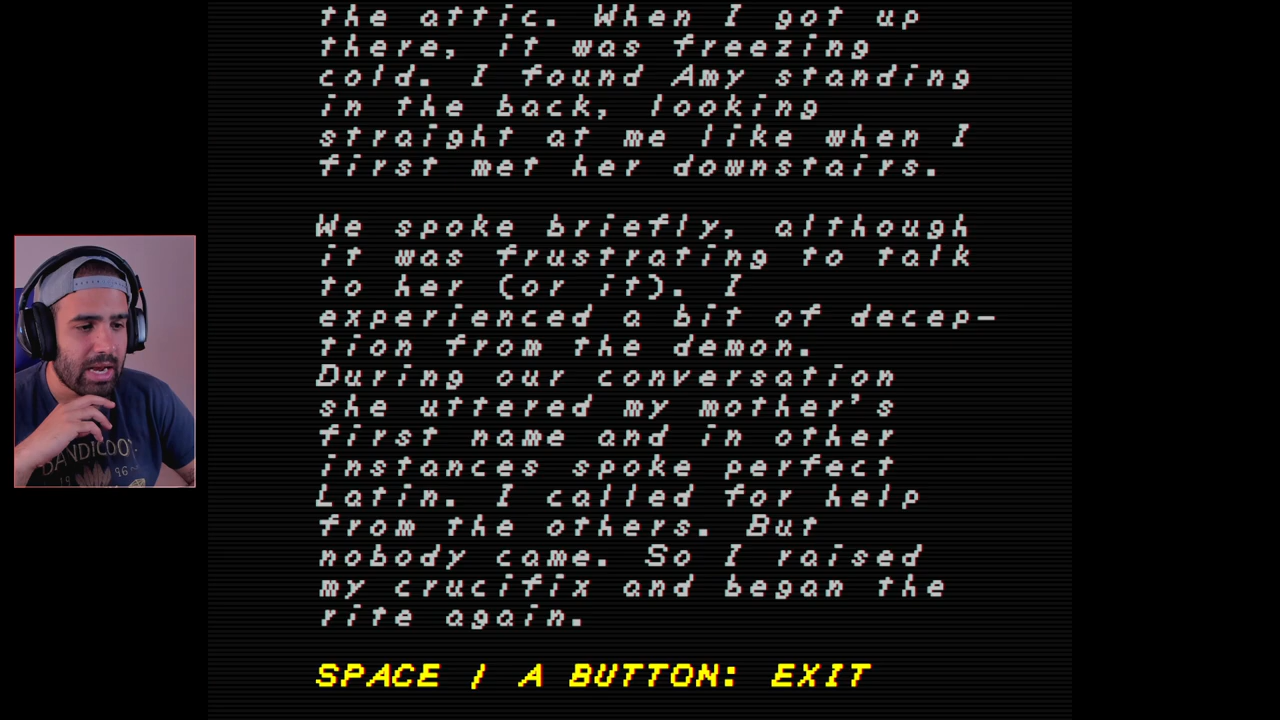 the attic. When I got up
there, it was freezing
cold. I found Amy standing
in the back, looking
straight at me like when I
first met her downstairs.
We spoke briefly, although
it was frustrating to talk
to her (or it). I
experienced a bit of decep-
tion from the demon.
During our conversation
she uttered my mother's
first name and in other
instances spoke perfect
Latin. I called for help
from the others. But
nobody came. So I raised
my crucifix and began the
rite again.
SPACE / A BUTTON: EXIT
BANDICOOT
1996